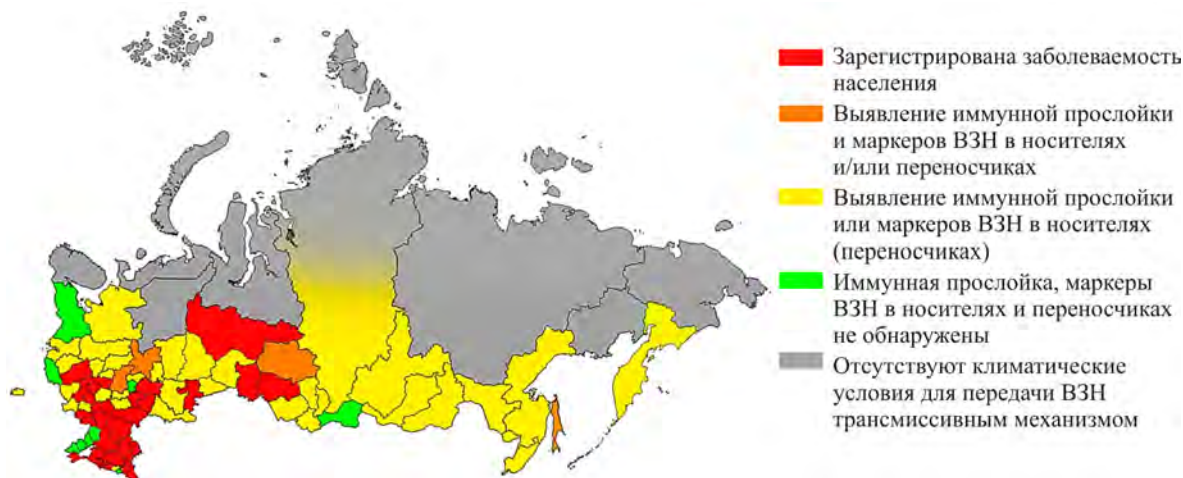 Зарегистрирована заболеваемость
населения
Выявление иммунной прослойки
и маркеров ВЗН в носителях
и/или переносчиках
Выявление иммунной прослойки
или маркеров ВЗН в носителях
(переносчиках)
Иммунная прослойка, маркеры
ВЗН в носителях и переносчиках
не обнаружены
Отсутствуют климатические
условия для передачи ВЗН
трансмиссивным механизмом